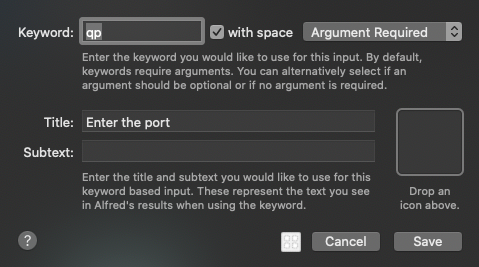 Keyword: qp with space Argument Required
Enter the keyword you would like to use for this input. By default,
keywords require arguments. You can alternatively select if an
argument should be optional or if no argument is required.
Title: Enter the port
Subtext:
Enter the title and subtext you would like to use for this
keyword based input. These represent the text you see
in Alfred's results when using the keyword.
Drop an
icon above.
? Cancel Save